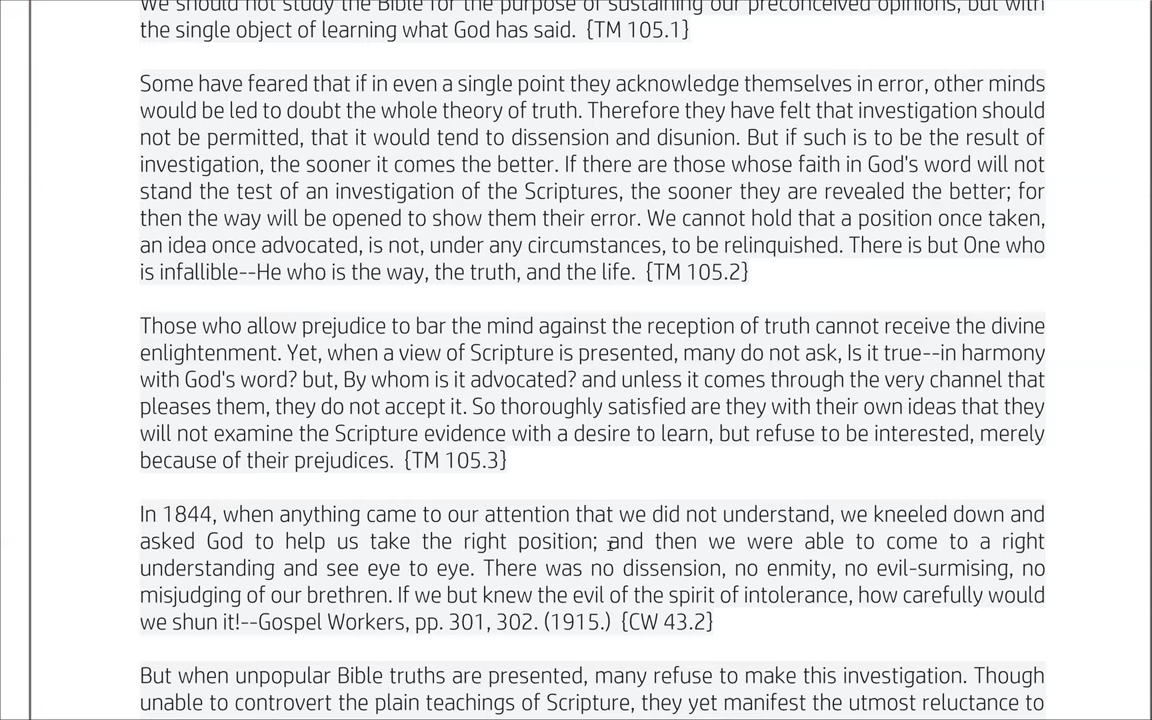 We should not study the Bible for the purpose of sustaining our preconceived opinions, but with
the single object of learning what God has said. {TM 105.1}
Some have feared that if in even a single point they acknowledge themselves in error, other minds
would be led to doubt the whole theory of truth. Therefore they have felt that investigation should
not be permitted, that it would tend to dissension and disunion. But if such is to be the result of
investigation, the sooner it comes the better. If there are those whose faith in God's word will not
stand the test of an investigation of the Scriptures, the sooner they are revealed the better; for
then the way will be opened to show them their error. We cannot hold that a position once taken,
an idea once advocated, is not, under any circumstances, to be relinquished. There is but One who
is infallible--He who is the way, the truth, and the life. {TM 105.2}
Those who allow prejudice to bar the mind against the reception of truth cannot receive the divine
enlightenment. Yet, when a view of Scripture is presented, many do not ask, Is it true--in harmony
with God's word? but, By whom is it advocated? and unless it comes through the very channel that
pleases them, they do not accept it. So thoroughly satisfied are they with their own ideas that they
will not examine the Scripture evidence with a desire to learn, but refuse to be interested, merely
because of their prejudices. {TM 105.3}
In 1844, when anything came to our attention that we did not understand, we kneeled down and
asked God to help us take the right position; and then we were able to come to a right
understanding and see eye to eye. There was no dissension, no enmity, no evil-surmising, no
misjudging of our brethren. If we but knew the evil of the spirit of intolerance, how carefully would
we shun it!--Gospel Workers, pp. 301, 302. (1915.) {CW 43.2}
But when unpopular Bible truths are presented, many refuse to make this investigation. Though
unable to controvert the plain teachings of Scripture, they yet manifest the utmost reluctance to